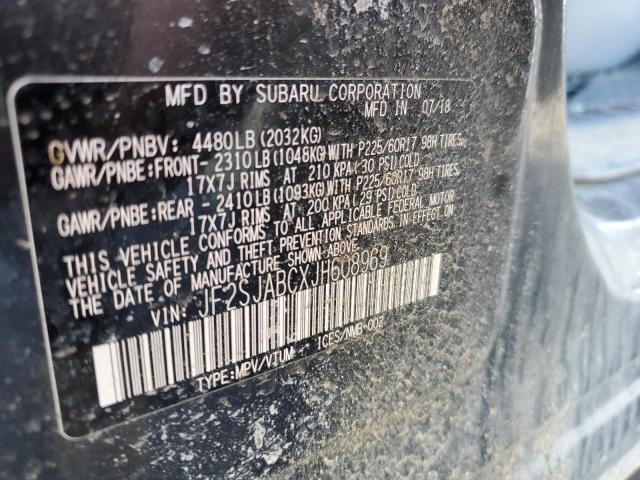 MFD BY SUBARU CORPORATION
MFD IN 07/18
GVWR/PNBV: 4480LB(2032KG)
GAWR/PNBE:FRONT-2310LB(1048KG)WITH P225/60R17 98H TIRES
17X7J RIMS AT 210 KPA(30 PSI)COLD
GAWR/PNBE:REAR -2410LB(1093KG)WITH P225/60R17 98H TIRES
17X7J RIMS AT 200 KPA(29 PSI)COLD.
THIS VEHICLE CONFORMS TO ALL APPLICABLE FEDERAL MOTOR
VEHICLE SAFETY AND THEFT PREVENTION STANDARDS IN EFFECT
ON THE DATE OF MANUFACTURE SHOWN ABOVE.
VIN: JF2SJABCXJH608969
TYPE:MPV/VTUM ICES/NMB-002